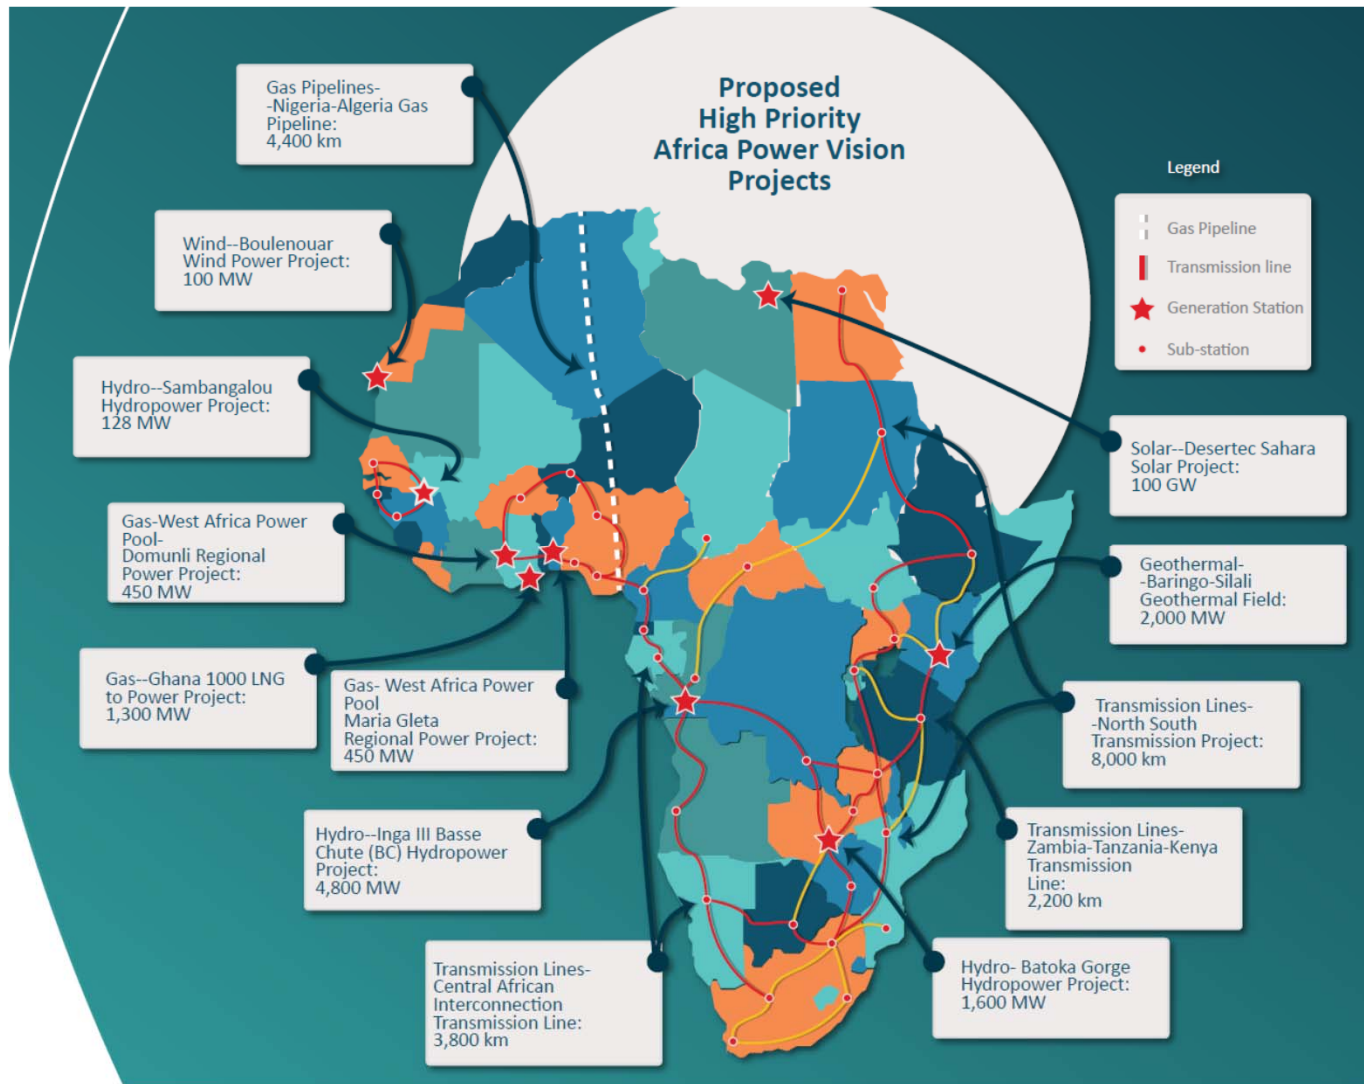 Proposed
High Priority
Africa Power Vision
Projects
Gas Pipelines-
-Nigeria-Algeria Gas
Pipeline:
4,400 km
Wind--Boulenouar
Wind Power Project:
100 MW
Hydro--Sambangalou
Hydropower Project:
128 MW
Gas-West Africa Power
Pool-
Domunli Regional
Power Project:
450 MW
Gas--Ghana 1000 LNG
to Power Project:
1,300 MW
Gas- West Africa Power
Pool
Maria Gleta
Regional Power Project:
450 MW
Hydro--Inga III Basse
Chute (BC) Hydropower
Project:
4,800 MW
Transmission Lines-
Central African
Interconnection
Transmission Line:
3,800 km
Legend
Gas Pipeline
Transmission line
Generation Station
Sub-station
Solar--Desertec Sahara
Solar Project:
100 GW
Geothermal-
-Baringo-Silali
Geothermal Field:
2,000 MW
Transmission Lines-
-North South
Transmission Project:
8,000 km
Transmission Lines-
Zambia-Tanzania-Kenya
Transmission
Line:
2,200 km
Hydro- Batoka Gorge
Hydropower Project:
1,600 MW